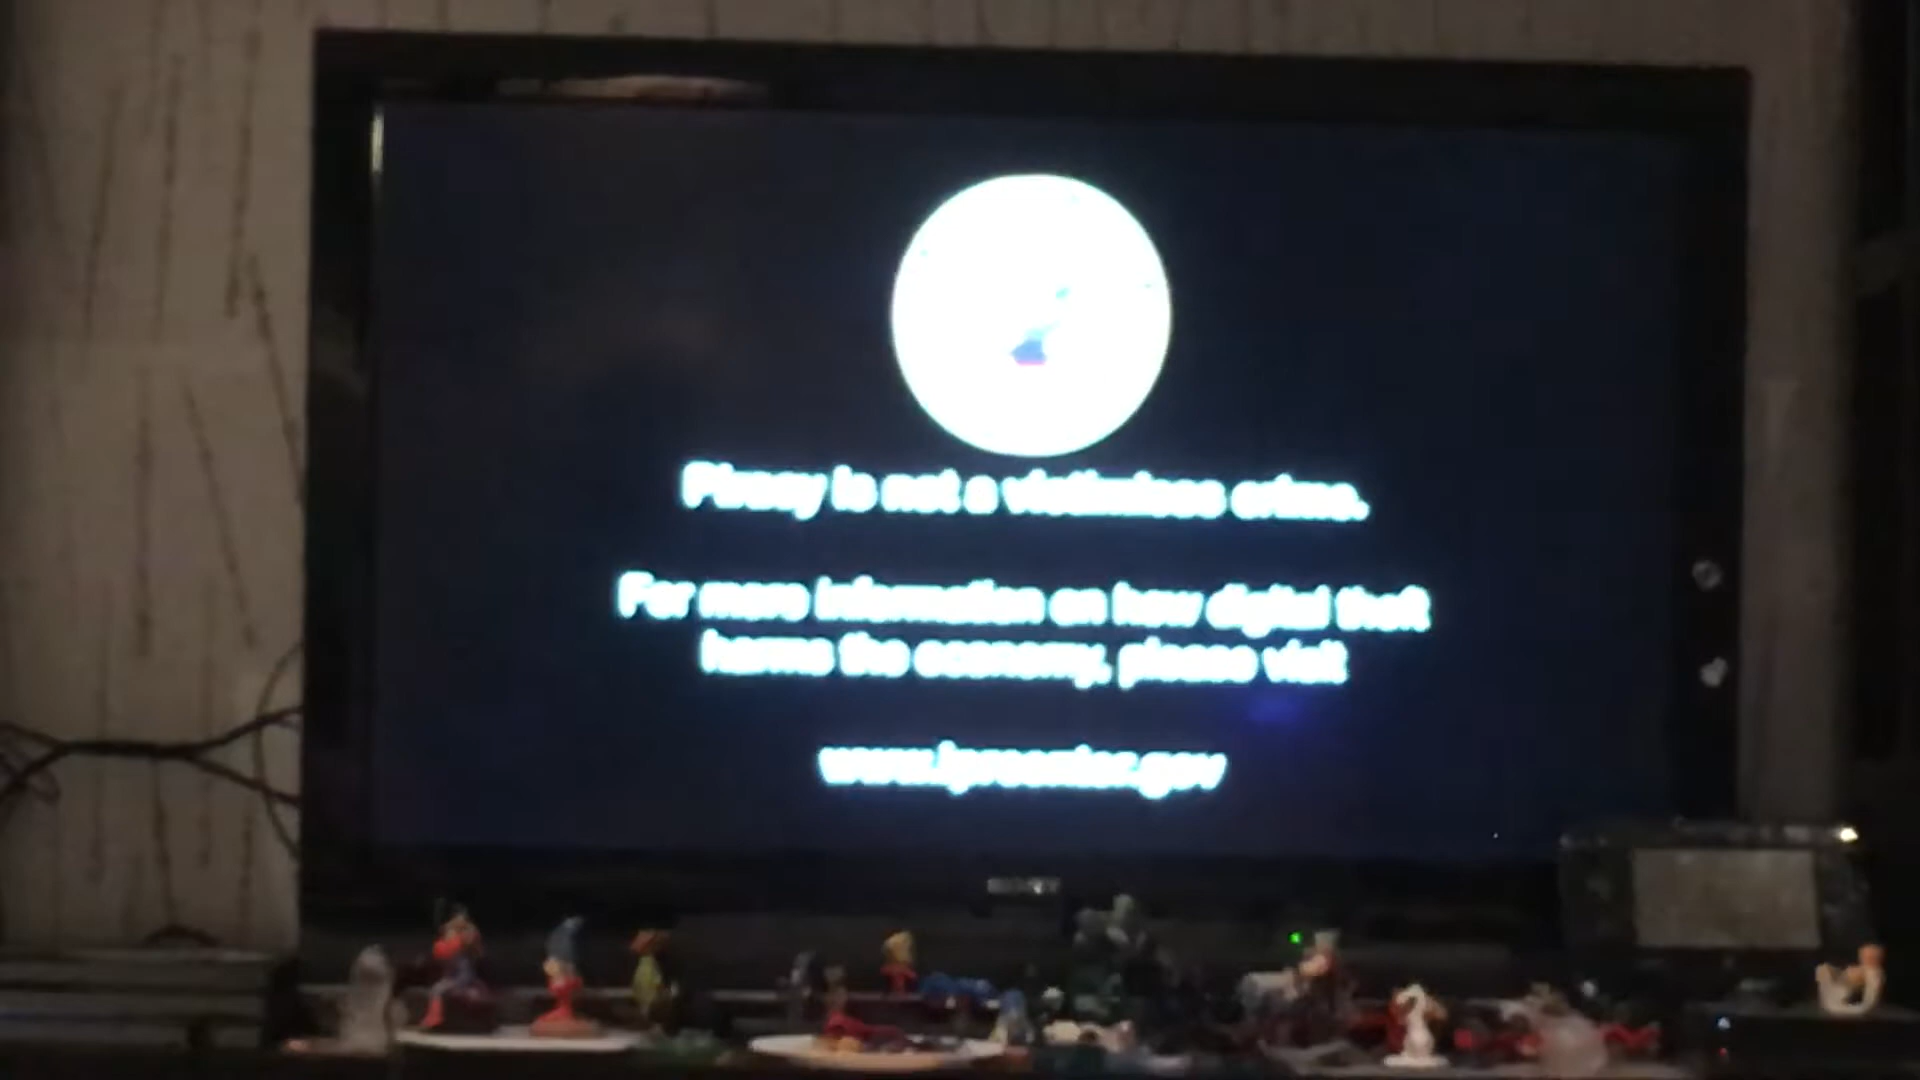 Piracy is not a victimless crime.
For more information on how digital theft
harms the economy, please visit
www.iprcenter.gov
SONY